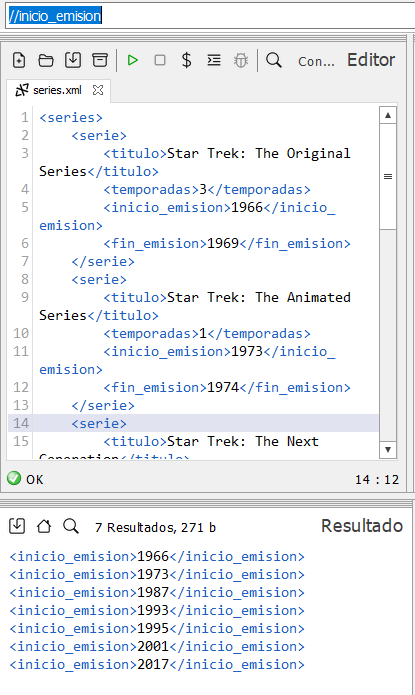 //inicio_emision
$ Con... Editor
series.xml
1 <series>
2 <serie>
3 <titulo>Star Trek: The Original
Series</titulo>
4 <temporadas>3</temporadas>
5 <inicio_emision>1966</inicio_
emision>
6 <fin_emision>1969</fin_emision>
7 </serie>
8 <serie>
9 <titulo>Star Trek: The Animated
Series</titulo>
10 <temporadas>1</temporadas>
11 <inicio_emision>1973</inicio_
emision>
12 <fin_emision>1974</fin_emision>
13 </serie>
14 <serie>
15 <titulo>Star Trek: The Next
Generation</titulo>
OK 14 : 12
7 Resultados, 271 b Resultado
<inicio_emision>1966</inicio_emision>
<inicio_emision>1973</inicio_emision>
<inicio_emision>1987</inicio_emision>
<inicio_emision>1993</inicio_emision>
<inicio_emision>1995</inicio_emision>
<inicio_emision>2001</inicio_emision>
<inicio_emision>2017</inicio_emision>